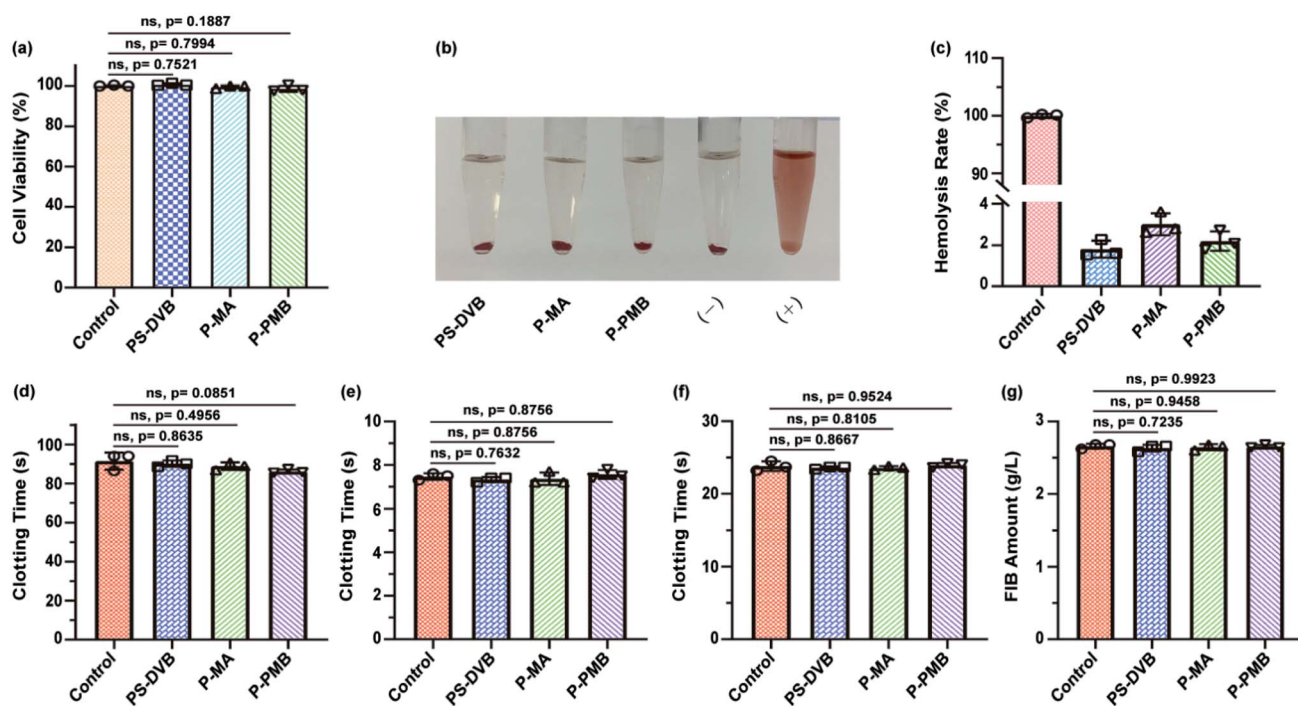 (a)
ns, p= 0.1887
ns, p= 0.7994
ns, p= 0.7521
Cell Viability (%)
100
80
60
40
20
0
Control
PS-DVB
P-MA
P-PMB
(b)
PS-DVB
P-MA
P-PMB
(−)
(+)
(c)
Hemolysis Rate (%)
110
100
90
4
2
0
Control
PS-DVB
P-MA
P-PMB
(d)
ns, p= 0.0851
ns, p= 0.4956
ns, p= 0.8635
Clotting Time (s)
100
80
60
40
20
0
Control
PS-DVB
P-MA
P-PMB
(e)
ns, p= 0.8756
ns, p= 0.8756
ns, p= 0.7632
Clotting Time (s)
10
8
6
4
2
0
Control
PS-DVB
P-MA
P-PMB
(f)
ns, p= 0.9524
ns, p= 0.8105
ns, p= 0.8667
Clotting Time (s)
30
20
10
0
Control
PS-DVB
P-MA
P-PMB
(g)
ns, p= 0.9923
ns, p= 0.9458
ns, p= 0.7235
FIB Amount (g/L)
3
2
1
0
Control
PS-DVB
P-MA
P-PMB